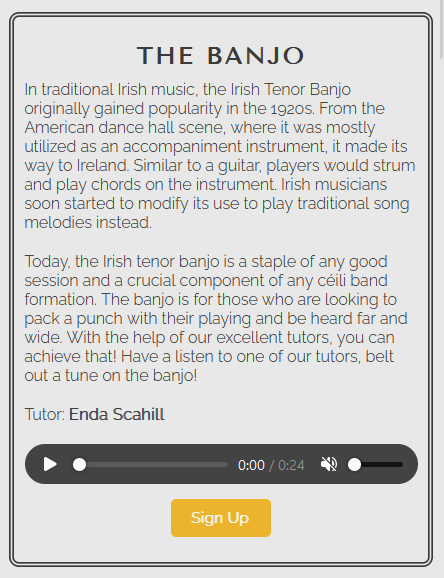 THE BANJO
In traditional Irish music, the Irish Tenor Banjo
originally gained popularity in the 1920s. From the
American dance hall scene, where it was mostly
utilized as an accompaniment instrument, it made its
way to Ireland. Similar to a guitar, players would strum
and play chords on the instrument. Irish musicians
soon started to modify its use to play traditional song
melodies instead.
Today, the Irish tenor banjo is a staple of any good
session and a crucial component of any céili band
formation. The banjo is for those who are looking to
pack a punch with their playing and be heard far and
wide. With the help of our excellent tutors, you can
achieve that! Have a listen to one of our tutors, belt
out a tune on the banjo!
Tutor: Enda Scahill
0:00 / 0:24
Sign Up